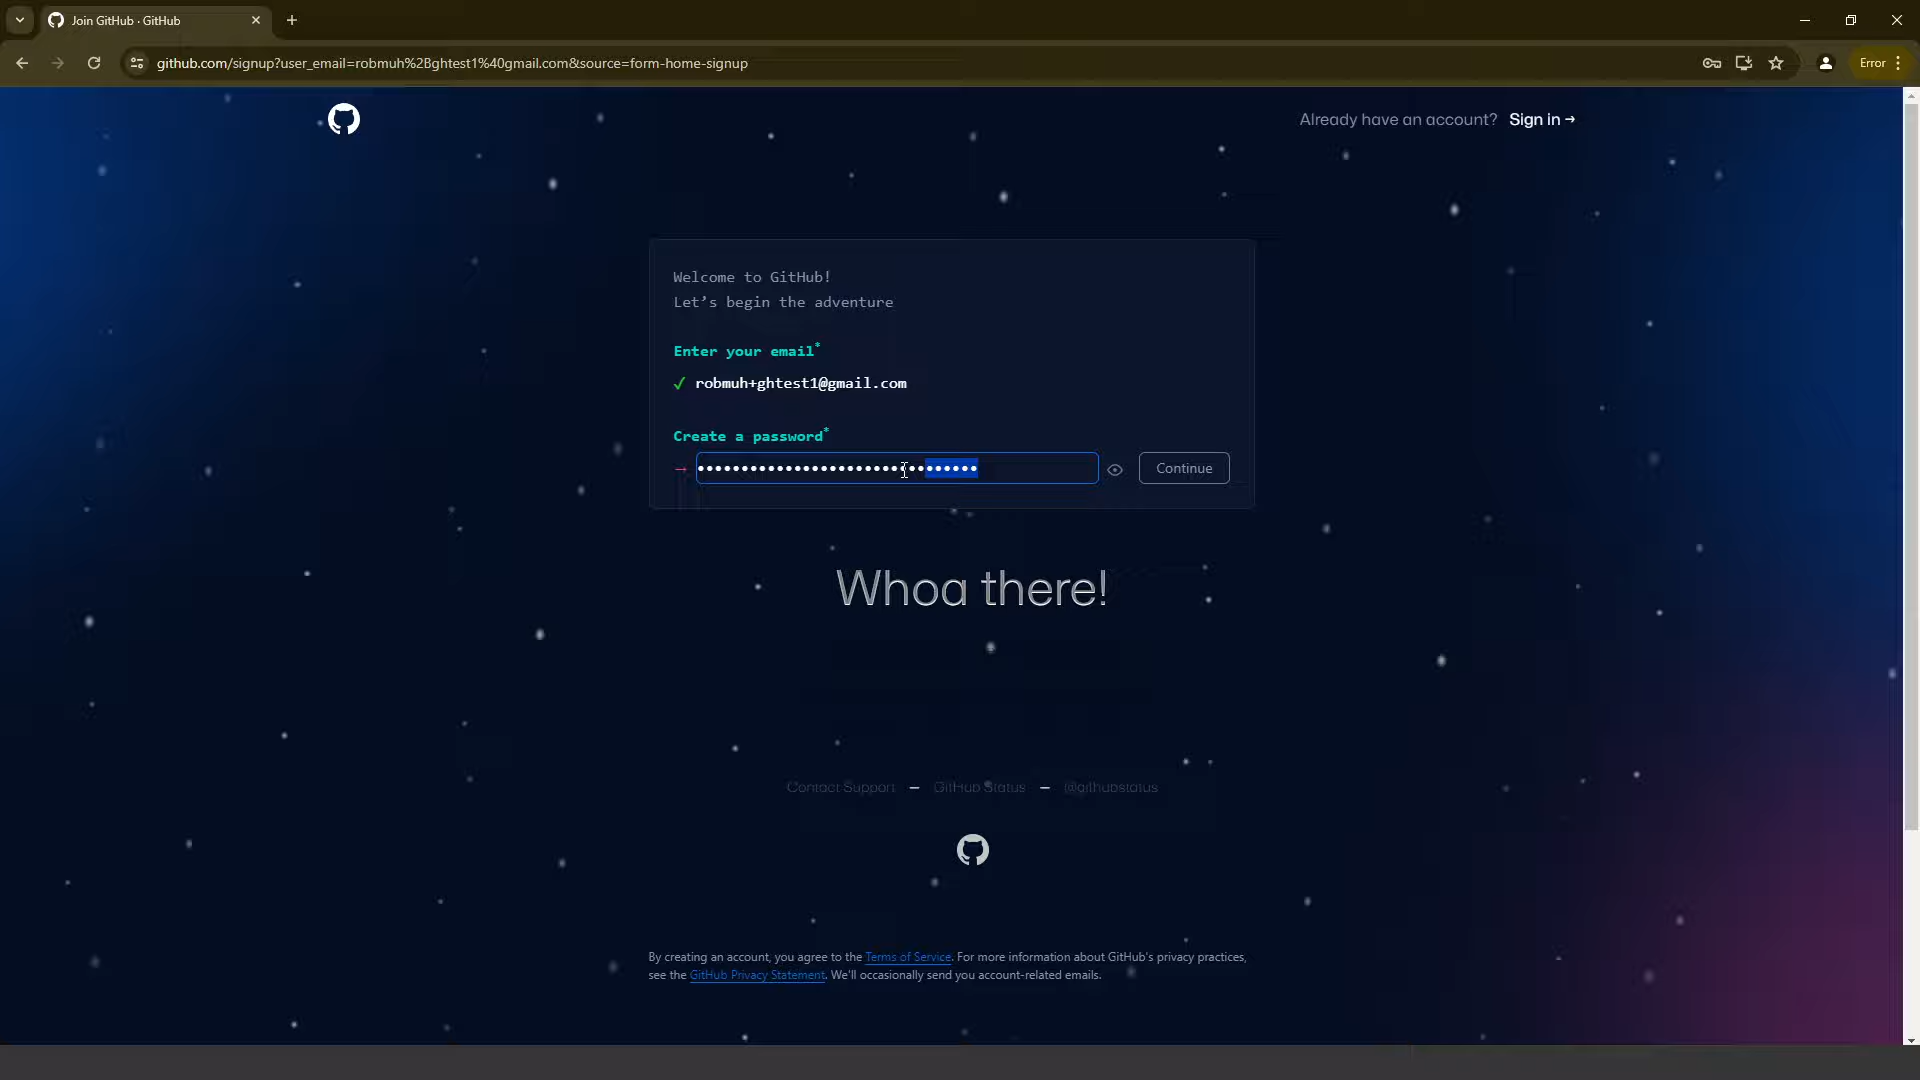 Join GitHub · GitHub
github.com/signup?user_email=robmuh%2Bghtest1%40gmail.com&source=form-home-signup
Error
Already have an account? Sign in →
Welcome to GitHub!
Let’s begin the adventure
Enter your email*
✓ robmuh+ghtest1@gmail.com
Create a password*
→ ••••••••••••••••••••••••••••••••
Continue
Whoa there!
Contact Support — GitHub Status — @githubstatus
By creating an account, you agree to the Terms of Service. For more information about GitHub's privacy practices,
see the GitHub Privacy Statement. We'll occasionally send you account-related emails.